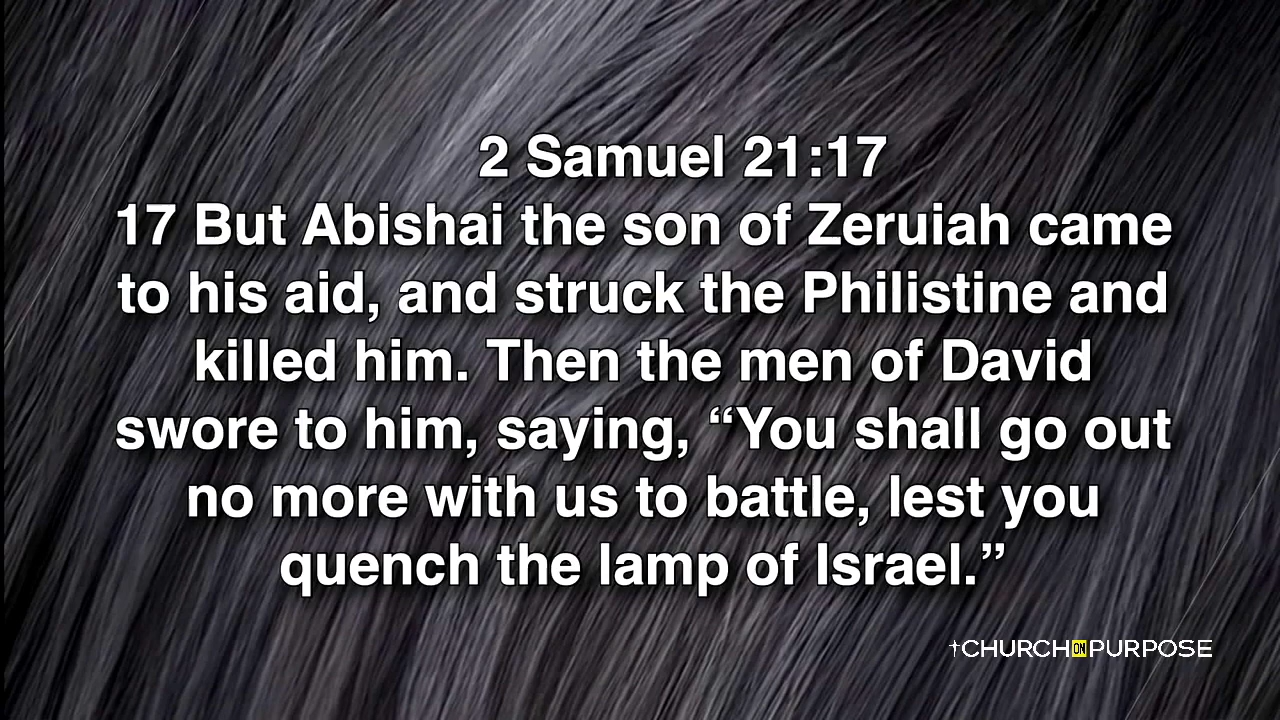 2 Samuel 21:17
17 But Abishai the son of Zeruiah came
to his aid, and struck the Philistine and
killed him. Then the men of David
swore to him, saying, “You shall go out
no more with us to battle, lest you
quench the lamp of Israel.”
CHURCH ON PURPOSE